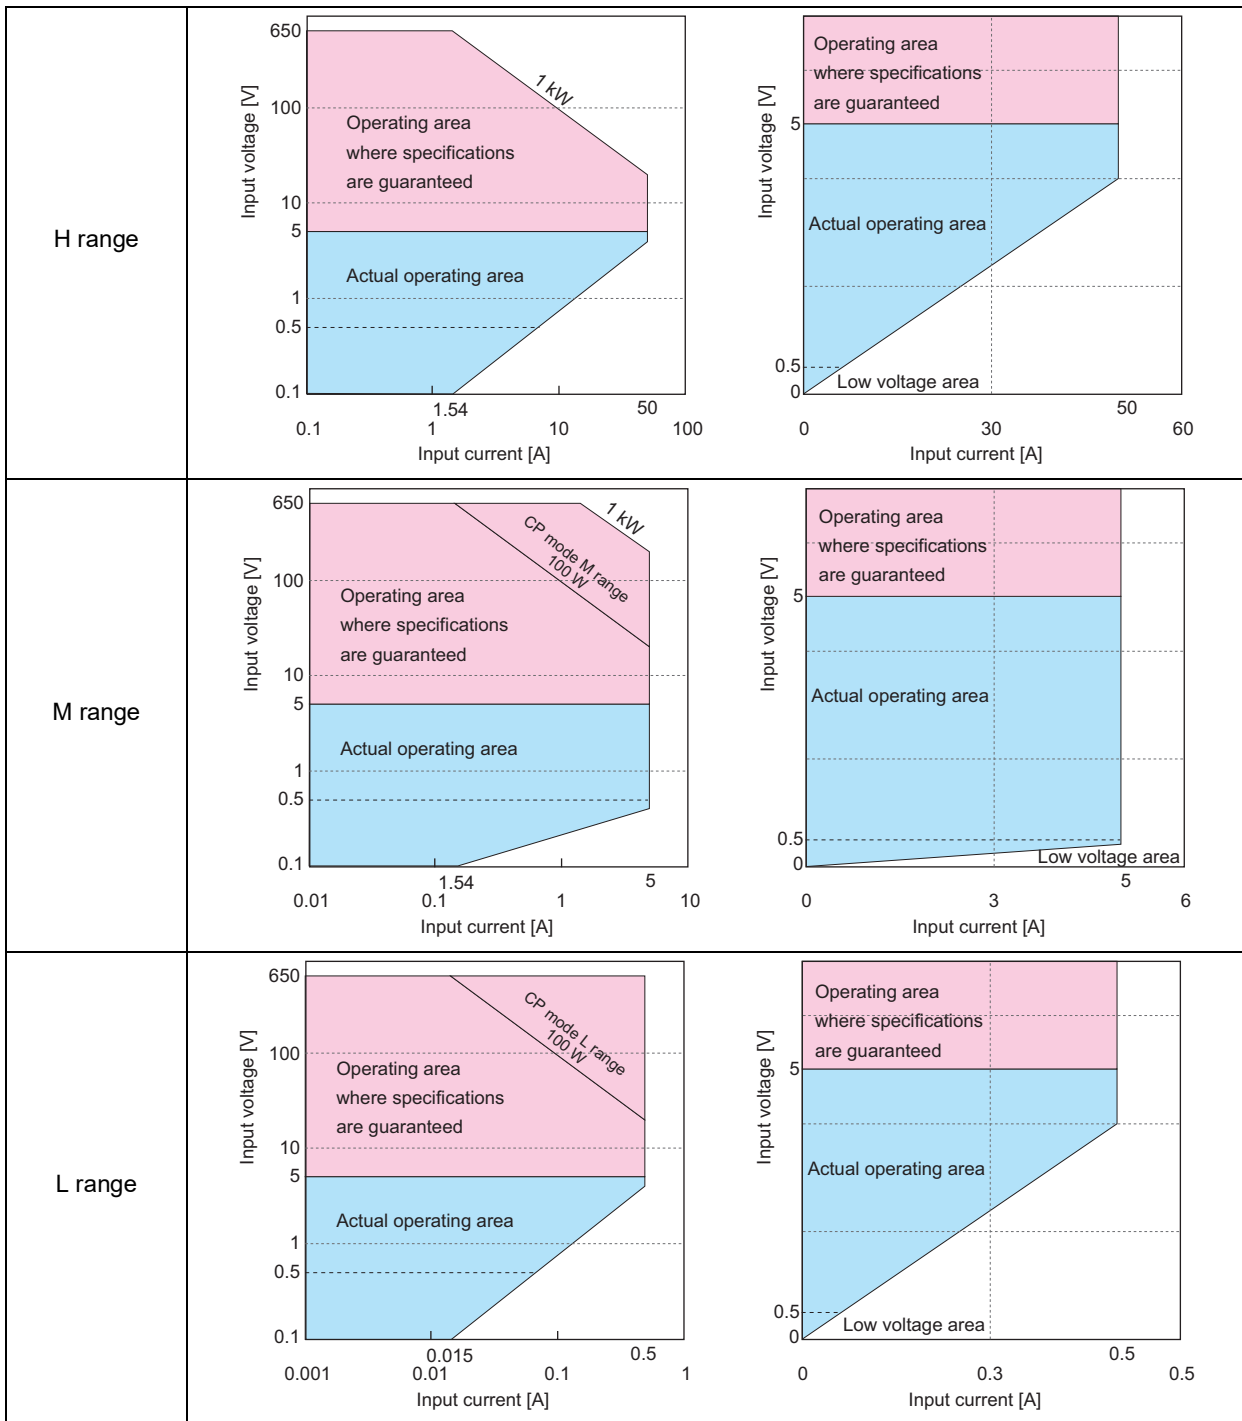 H range
650
100
10
5
1
0.5
0.1
Input voltage [V]
1 kW
Operating area
where specifications
are guaranteed
Actual operating area
1.54
50
0.1
1
10
100
Input current [A]
5
0.5
0
Input voltage [V]
Operating area
where specifications
are guaranteed
Actual operating area
Low voltage area
50
0
30
60
Input current [A]
M range
650
100
10
5
1
0.5
0.1
Input voltage [V]
1 kW
CP mode M range
100 W
Operating area
where specifications
are guaranteed
Actual operating area
1.54
5
0.01
0.1
1
10
Input current [A]
5
0.5
0
Input voltage [V]
Operating area
where specifications
are guaranteed
Actual operating area
Low voltage area
5
0
3
6
Input current [A]
L range
650
100
10
5
1
0.5
0.1
Input voltage [V]
CP mode L range
100 W
Operating area
where specifications
are guaranteed
Actual operating area
0.015
0.5
0.001
0.01
0.1
1
Input current [A]
5
0.5
0
Input voltage [V]
Operating area
where specifications
are guaranteed
Actual operating area
Low voltage area
0.5
0
0.3
0.5
Input current [A]